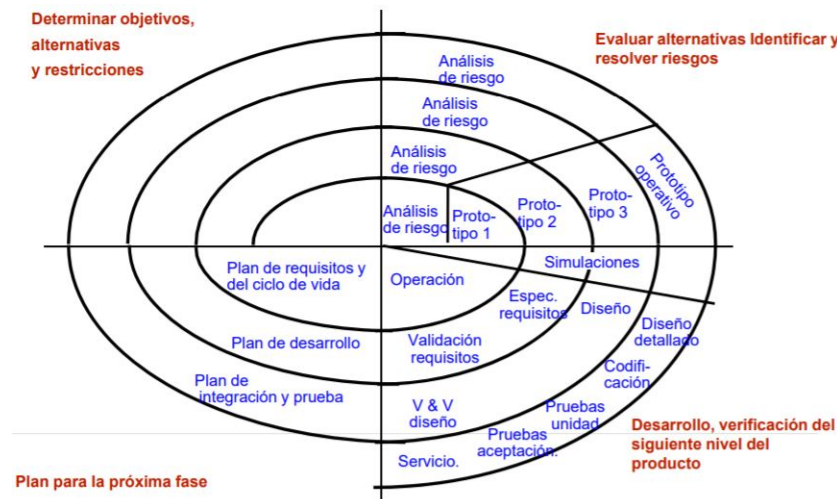 Determinar objetivos,
alternativas
y restricciones
Evaluar alternativas Identificar y
resolver riesgos
Análisis
de riesgo
Análisis
de riesgo
Análisis
de riesgo
Análisis
de riesgo
Proto-
tipo 1
Proto-
tipo 2
Proto-
tipo 3
Prototipo
operativo
Simulaciones
Plan de requisitos y
del ciclo de vida
Operación
Espec.
requisitos
Diseño
Diseño
detallado
Plan de desarrollo
Validación
requisitos
Codifi-
cación
Plan de
integración y prueba
V & V
diseño
Pruebas
unidad.
Pruebas
aceptación.
Servicio.
Desarrollo, verificación del
siguiente nivel del
producto
Plan para la próxima fase